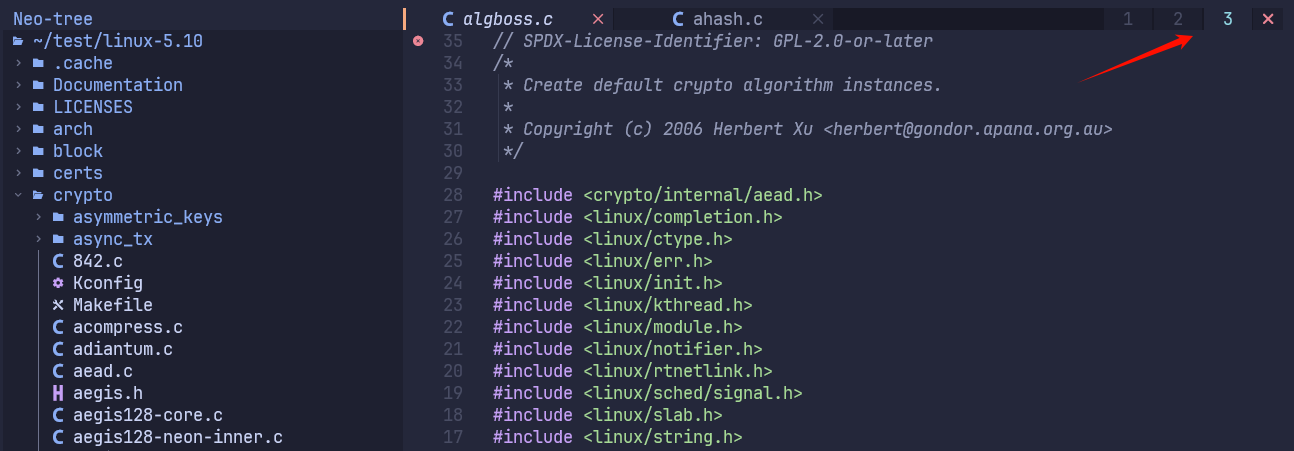 Neo-tree
~/test/linux-5.10
.cache
Documentation
LICENSES
arch
block
certs
crypto
asymmetric_keys
async_tx
842.c
Kconfig
Makefile
acompress.c
adiantum.c
aead.c
aegis.h
aegis128-core.c
aegis128-neon-inner.c
algboss.c ahash.c 1 2 3
35 // SPDX-License-Identifier: GPL-2.0-or-later
34 /*
33 * Create default crypto algorithm instances.
32 *
31 * Copyright (c) 2006 Herbert Xu <herbert@gondor.apana.org.au>
30 */
29
28 #include <crypto/internal/aead.h>
27 #include <linux/completion.h>
26 #include <linux/ctype.h>
25 #include <linux/err.h>
24 #include <linux/init.h>
23 #include <linux/kthread.h>
22 #include <linux/module.h>
21 #include <linux/notifier.h>
20 #include <linux/rtnetlink.h>
19 #include <linux/sched/signal.h>
18 #include <linux/slab.h>
17 #include <linux/string.h>